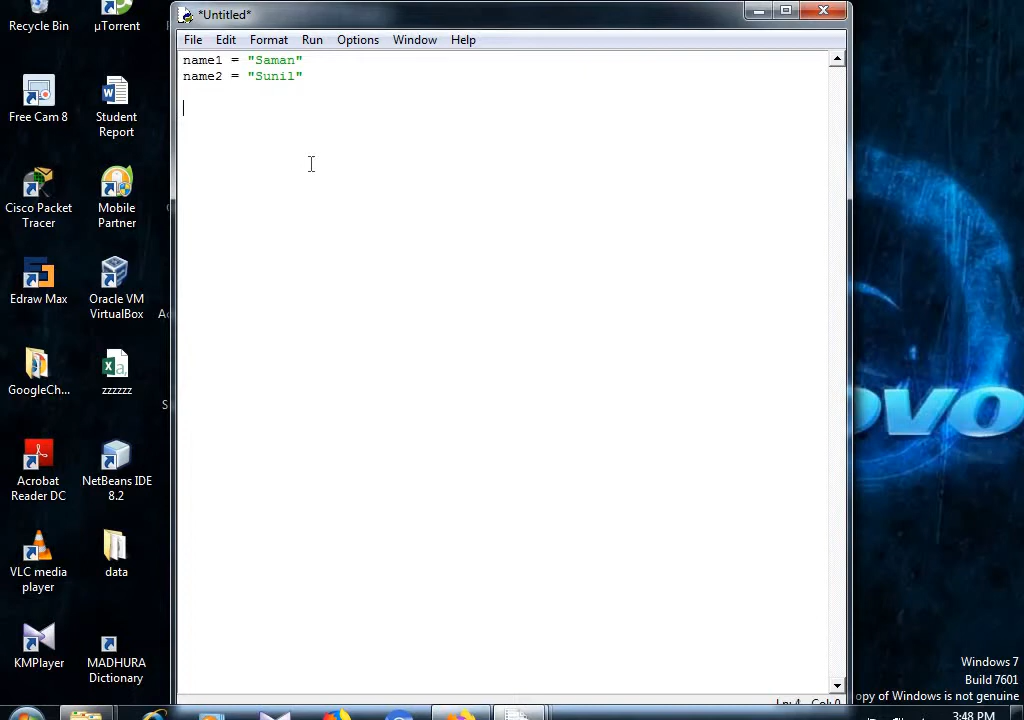 *Untitled*
File Edit Format Run Options Window Help
name1 = "Saman"
name2 = "Sunil"
Recycle Bin
µTorrent
Free Cam 8
Student
Report
Cisco Packet
Tracer
Mobile
Partner
Edraw Max
Oracle VM
VirtualBox
GoogleCh...
zzzzzz
Acrobat
Reader DC
NetBeans IDE
8.2
VLC media
player
data
KMPlayer
MADHURA
Dictionary
OVO
Windows 7
Build 7601
opy of Windows is not genuine
3:48 PM